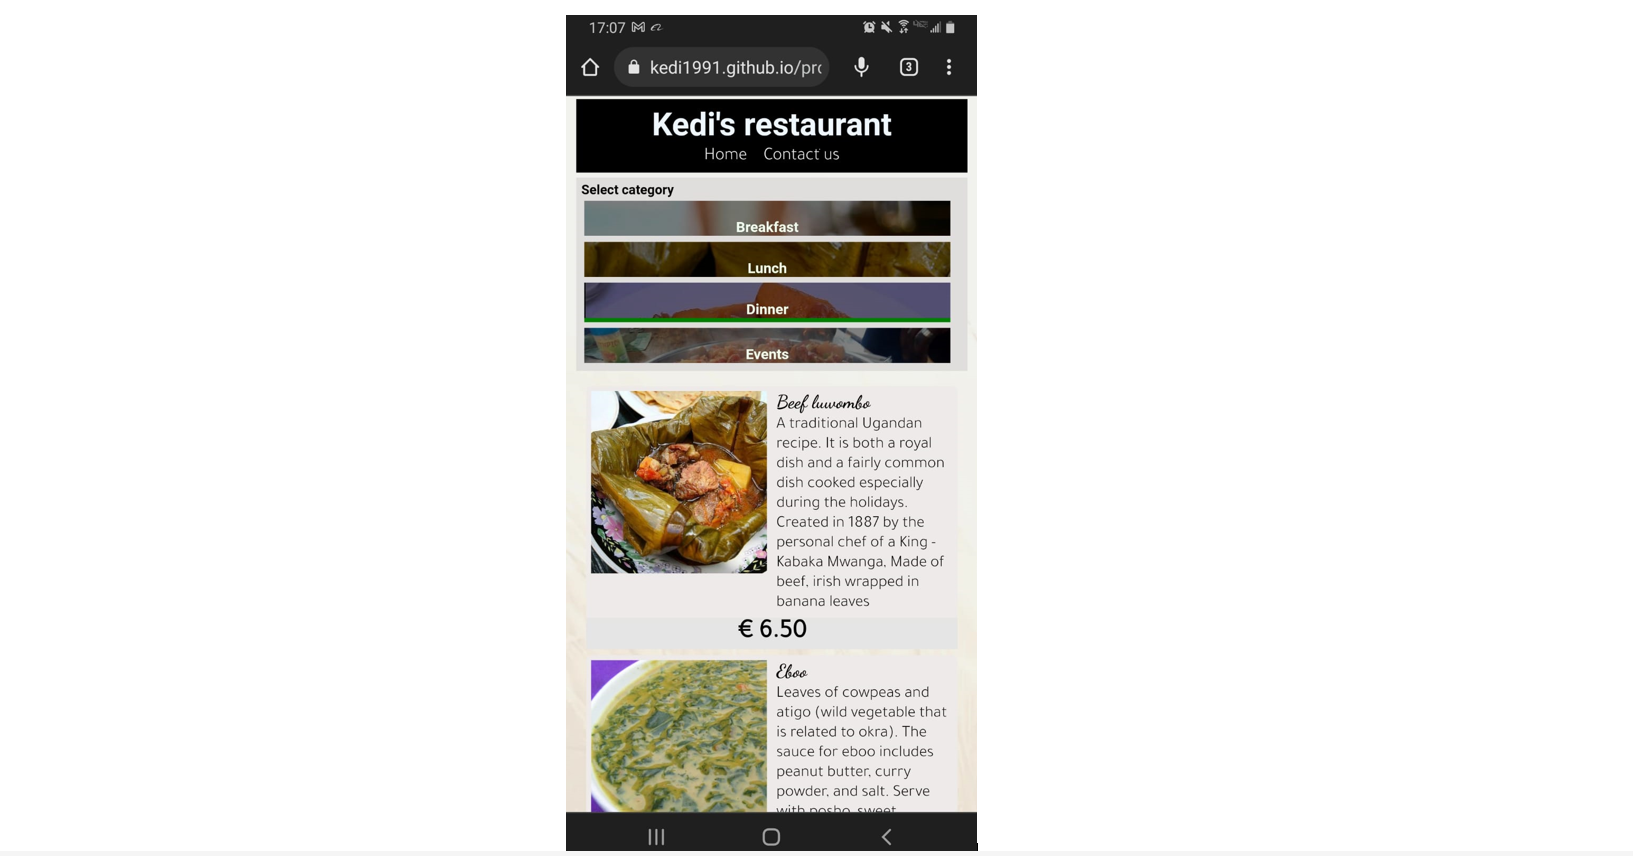 17:07
kedi1991.github.io/pro
3
Kedi's restaurant
Home Contact us
Select category
Breakfast
Lunch
Dinner
Events
Beef luwombo
A traditional Ugandan
recipe. It is both a royal
dish and a fairly common
dish cooked especially
during the holidays.
Created in 1887 by the
personal chef of a King -
Kabaka Mwanga, Made of
beef, irish wrapped in
banana leaves
€ 6.50
Eboo
Leaves of cowpeas and
atigo (wild vegetable that
is related to okra). The
sauce for eboo includes
peanut butter, curry
powder, and salt. Serve
with posho, sweet